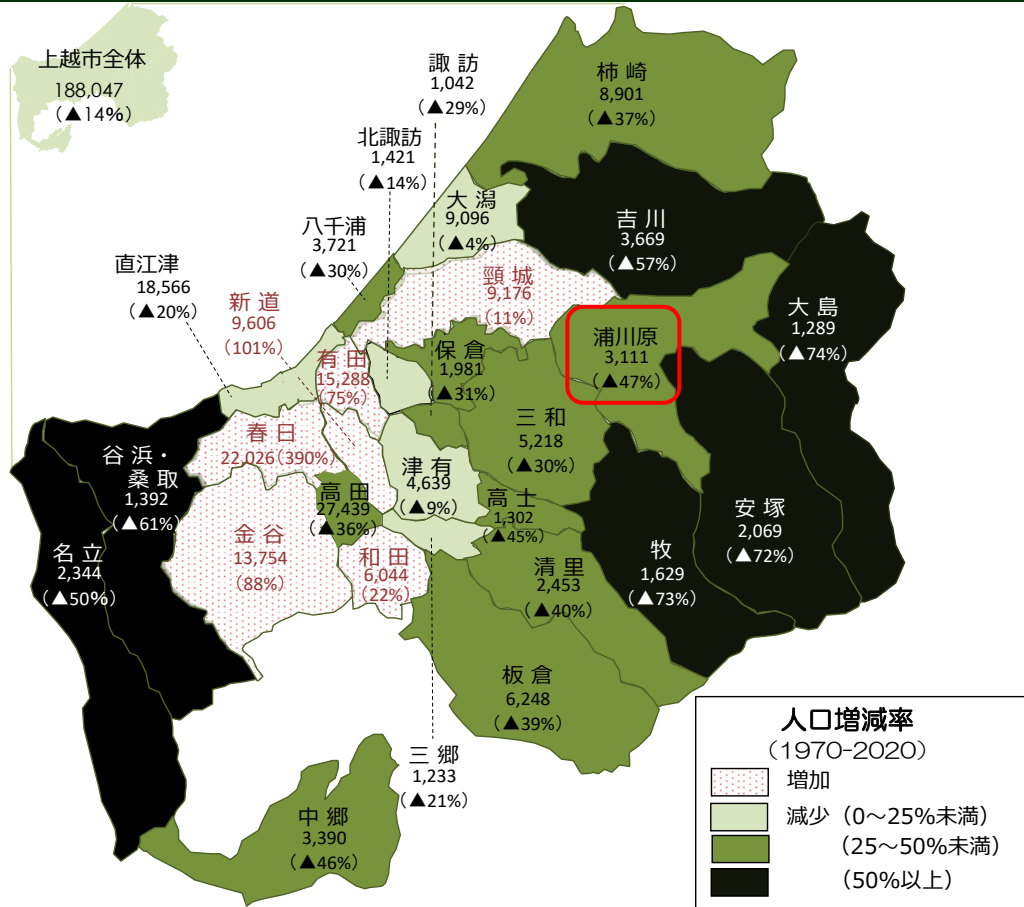 上越市全体
188,047
（▲14%）
諏訪
1,042
（▲29%）
北諏訪
1,421
（▲14%）
柿崎
8,901
（▲37%）
大潟
9,096
（▲4%）
吉川
3,669
（▲57%）
八千浦
3,721
（▲30%）
直江津
18,566
（▲20%）
新道
9,606
（101%）
頸城
9,176
（11%）
大島
1,289
（▲74%）
浦川原
3,111
（▲47%）
有田
15,288
（75%）
保倉
1,981
（▲31%）
三和
5,218
（▲30%）
春日
22,026（390%）
谷浜・
桑取
1,392
（▲61%）
津有
4,639
（▲9%）
高田
27,439
（▲36%）
高士
1,302
（▲45%）
安塚
2,069
（▲72%）
金谷
13,754
（88%）
名立
2,344
（▲50%）
和田
6,044
（22%）
清里
2,453
（▲40%）
牧
1,629
（▲73%）
板倉
6,248
（▲39%）
三郷
1,233
（▲21%）
中郷
3,390
（▲46%）
人口増減率
（1970-2020）
増加
減少（0～25%未満）
（25～50%未満）
（50%以上）